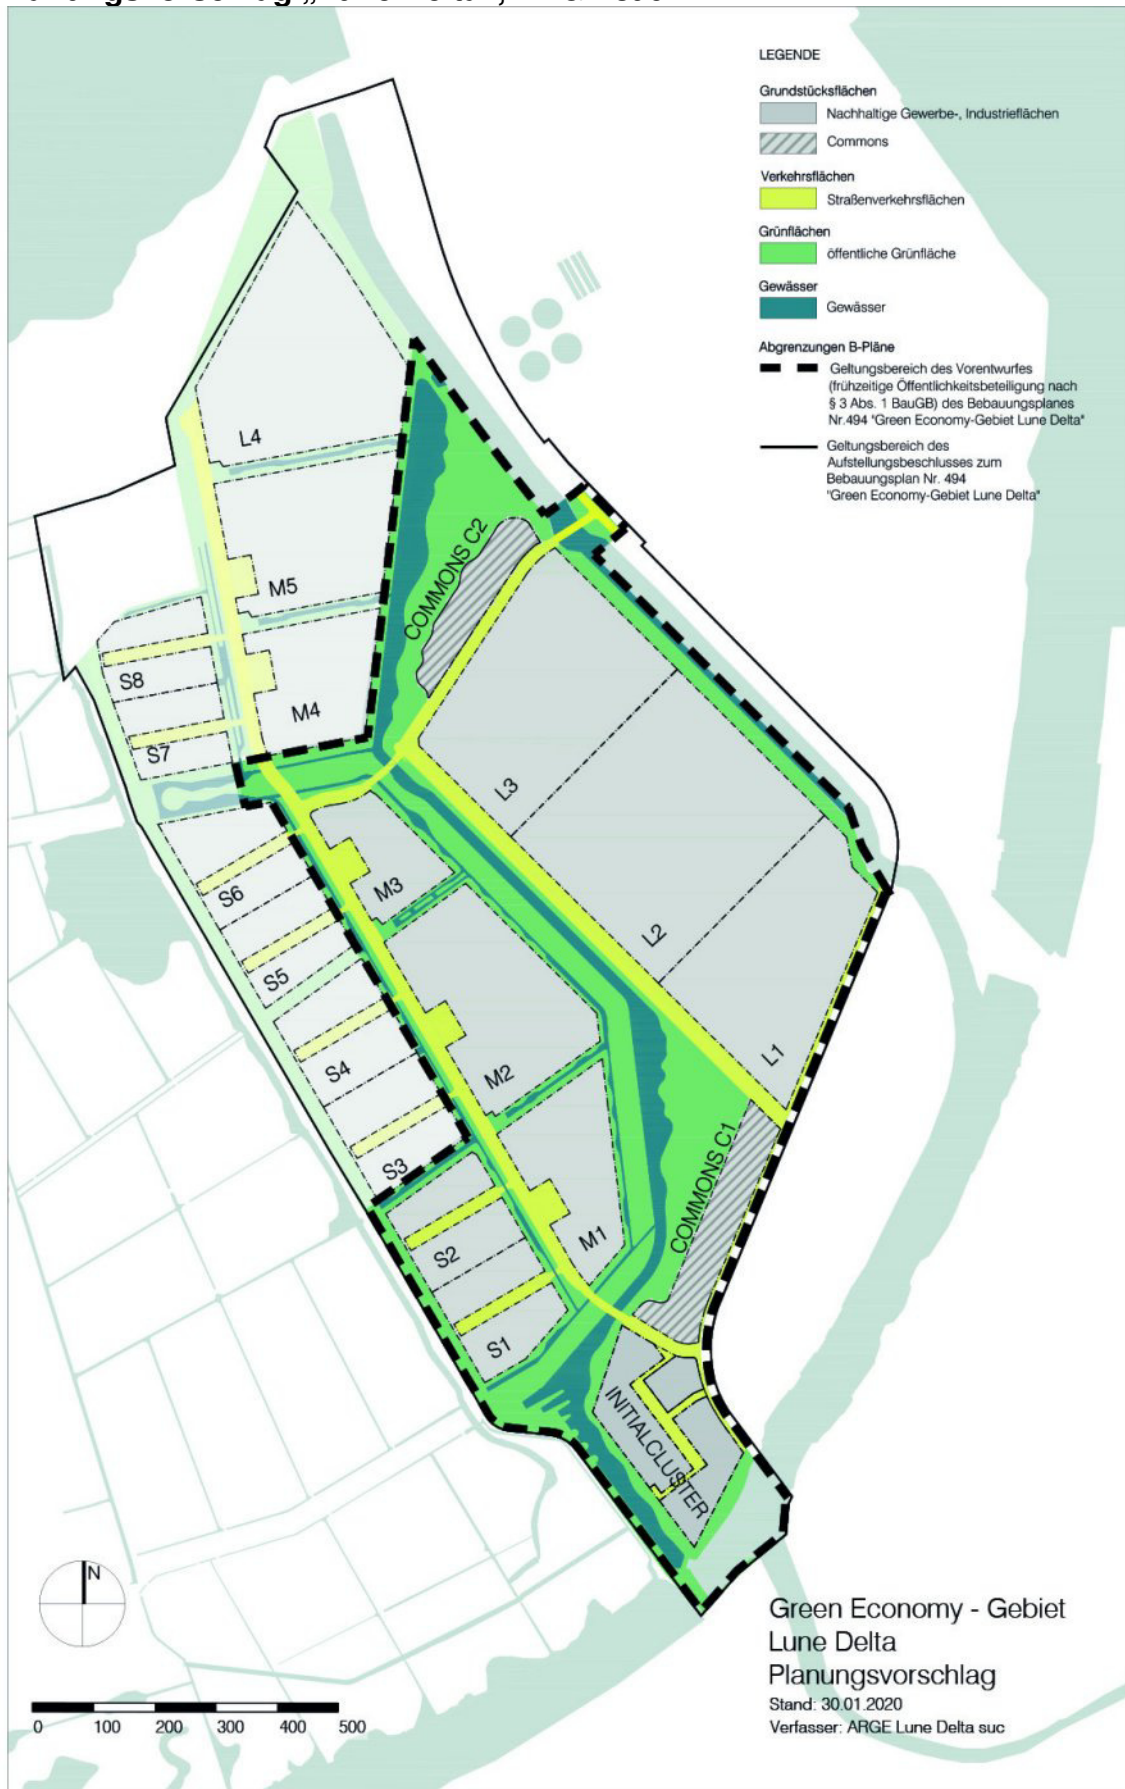 LEGENDE
Grundstücksflächen
Nachhaltige Gewerbe-, Industrieflächen
Commons
Verkehrsflächen
Straßenverkehrsflächen
Grünflächen
öffentliche Grünfläche
Gewässer
Gewässer
Abgrenzungen B-Pläne
Geltungsbereich des Vorentwurfes
(frühzeitige Öffentlichkeitsbeteiligung nach
§ 3 Abs. 1 BauGB) des Bebauungsplanes
Nr.494 "Green Economy-Gebiet Lune Delta"
Geltungsbereich des
Aufstellungsbeschlusses zum
Bebauungsplan Nr. 494
"Green Economy-Gebiet Lune Delta"
L4
M5
COMMONS C2
S8
M4
S7
L3
M3
S6
L2
S5
L1
S4
M2
COMMONS C1
S3
M1
S2
S1
INITIALCLUSTER
N
0 100 200 300 400 500
Green Economy - Gebiet
Lune Delta
Planungsvorschlag
Stand: 30.01.2020
Verfasser: ARGE Lune Delta suc